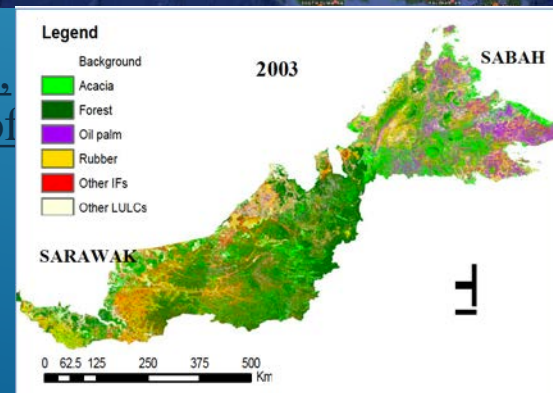 ,
of
Legend
Background
Acacia
Forest
Oil palm
Rubber
Other IFs
Other LULCs
2003
SABAH
SARAWAK
0 62.5 125 250 375 500
Km